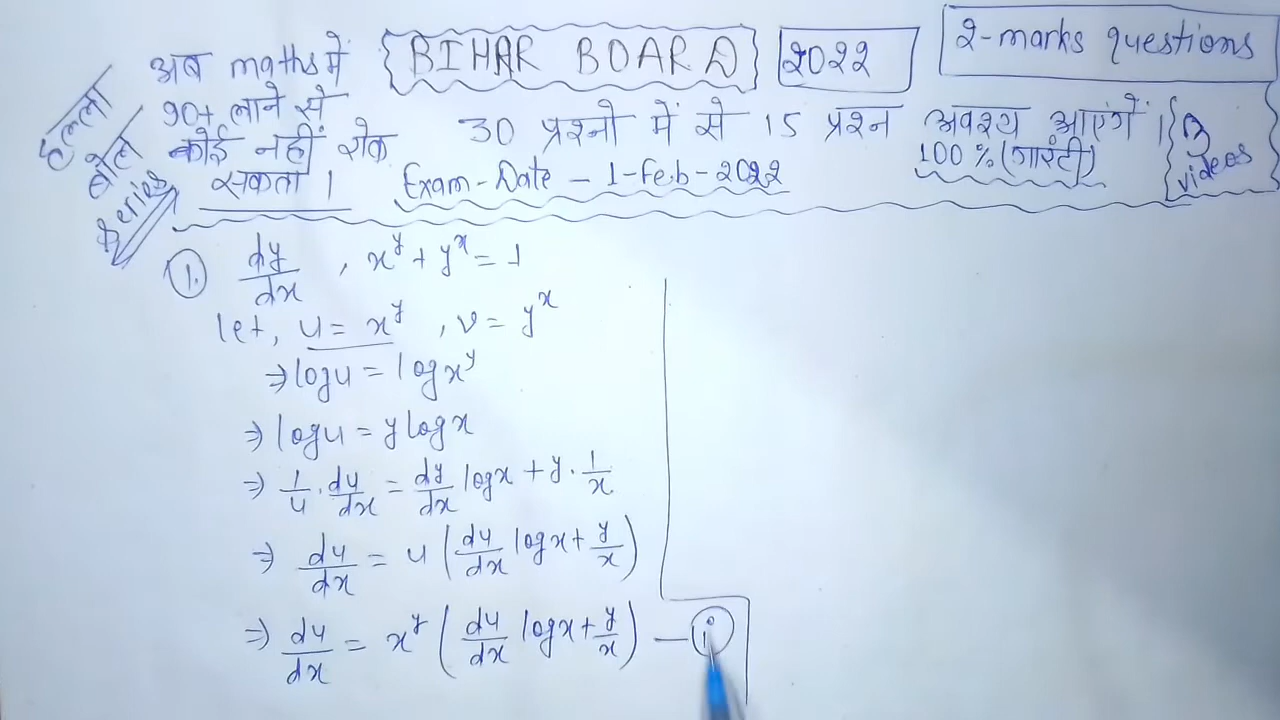 हल्ला बोल series
अब maths में
90+ लाने से
कोई नहीं रोक
सकता ।
BIHAR BOARD
2022
2-marks questions
30 प्रश्नो में से 15 प्रश्न अवश्य आएंगें ।
100% (गारंटी)
3 videos
Exam-Date - 1-Feb-2022
1. dy/dx , x^y + y^x = 1
let, u = x^y , v = y^x
⇒ log u = log x^y
⇒ log u = y log x
⇒ 1/u . du/dx = dy/dx log x + y . 1/x
⇒ du/dx = u (du/dx log x + y/x)
⇒ du/dx = x^y (du/dx log x + y/x) — i